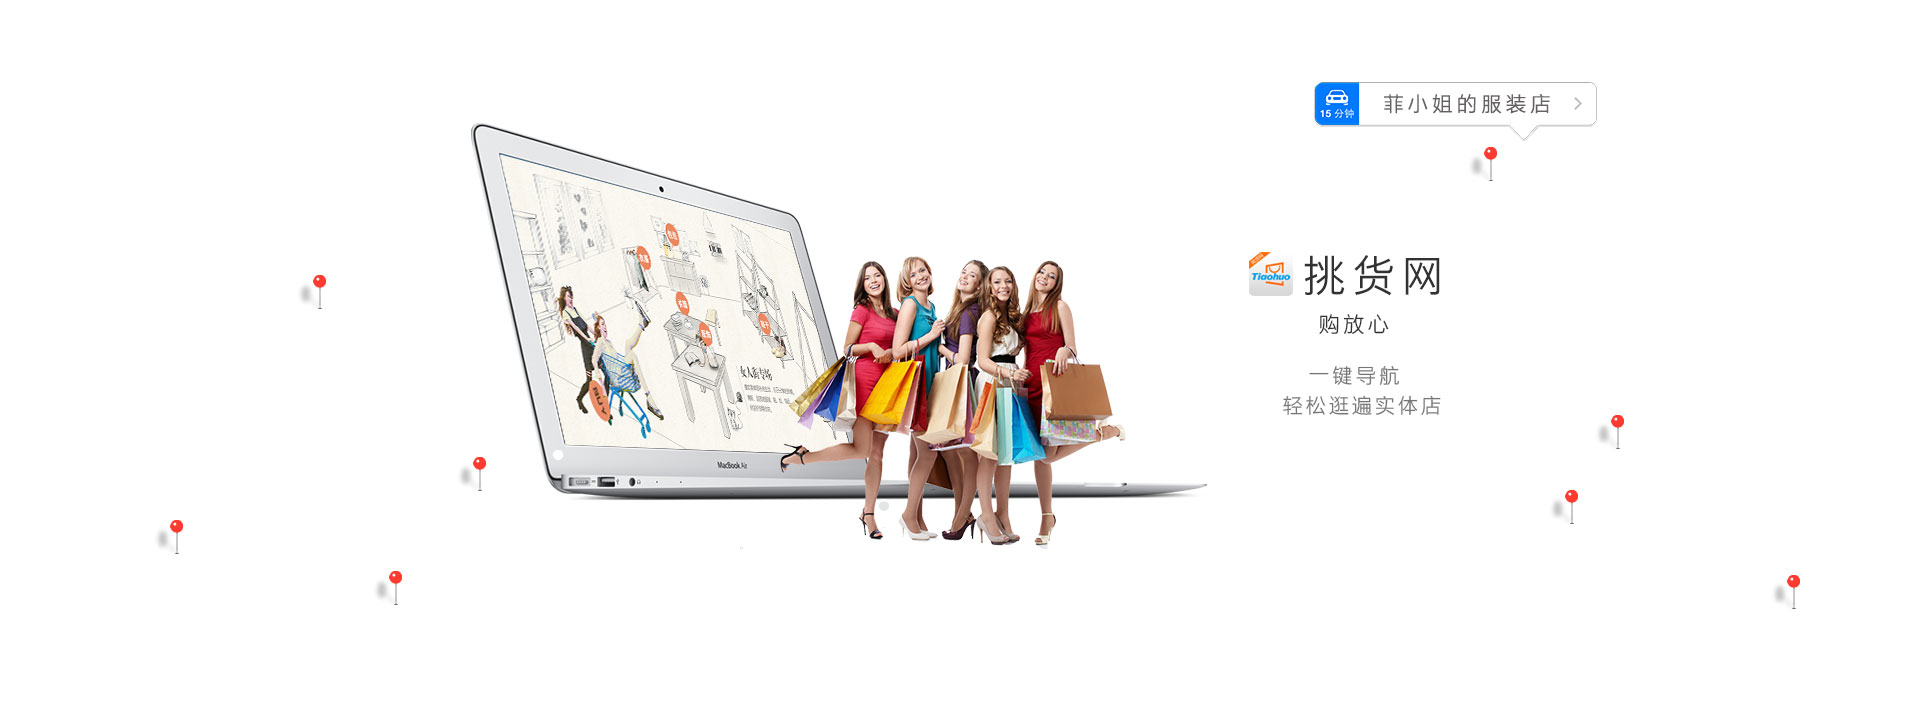 15 分钟
菲小姐的服装店
Tiaohuo
挑货网
购放心
一键导航
轻松逛遍实体店
女人街专场
BUY
MacBook Air